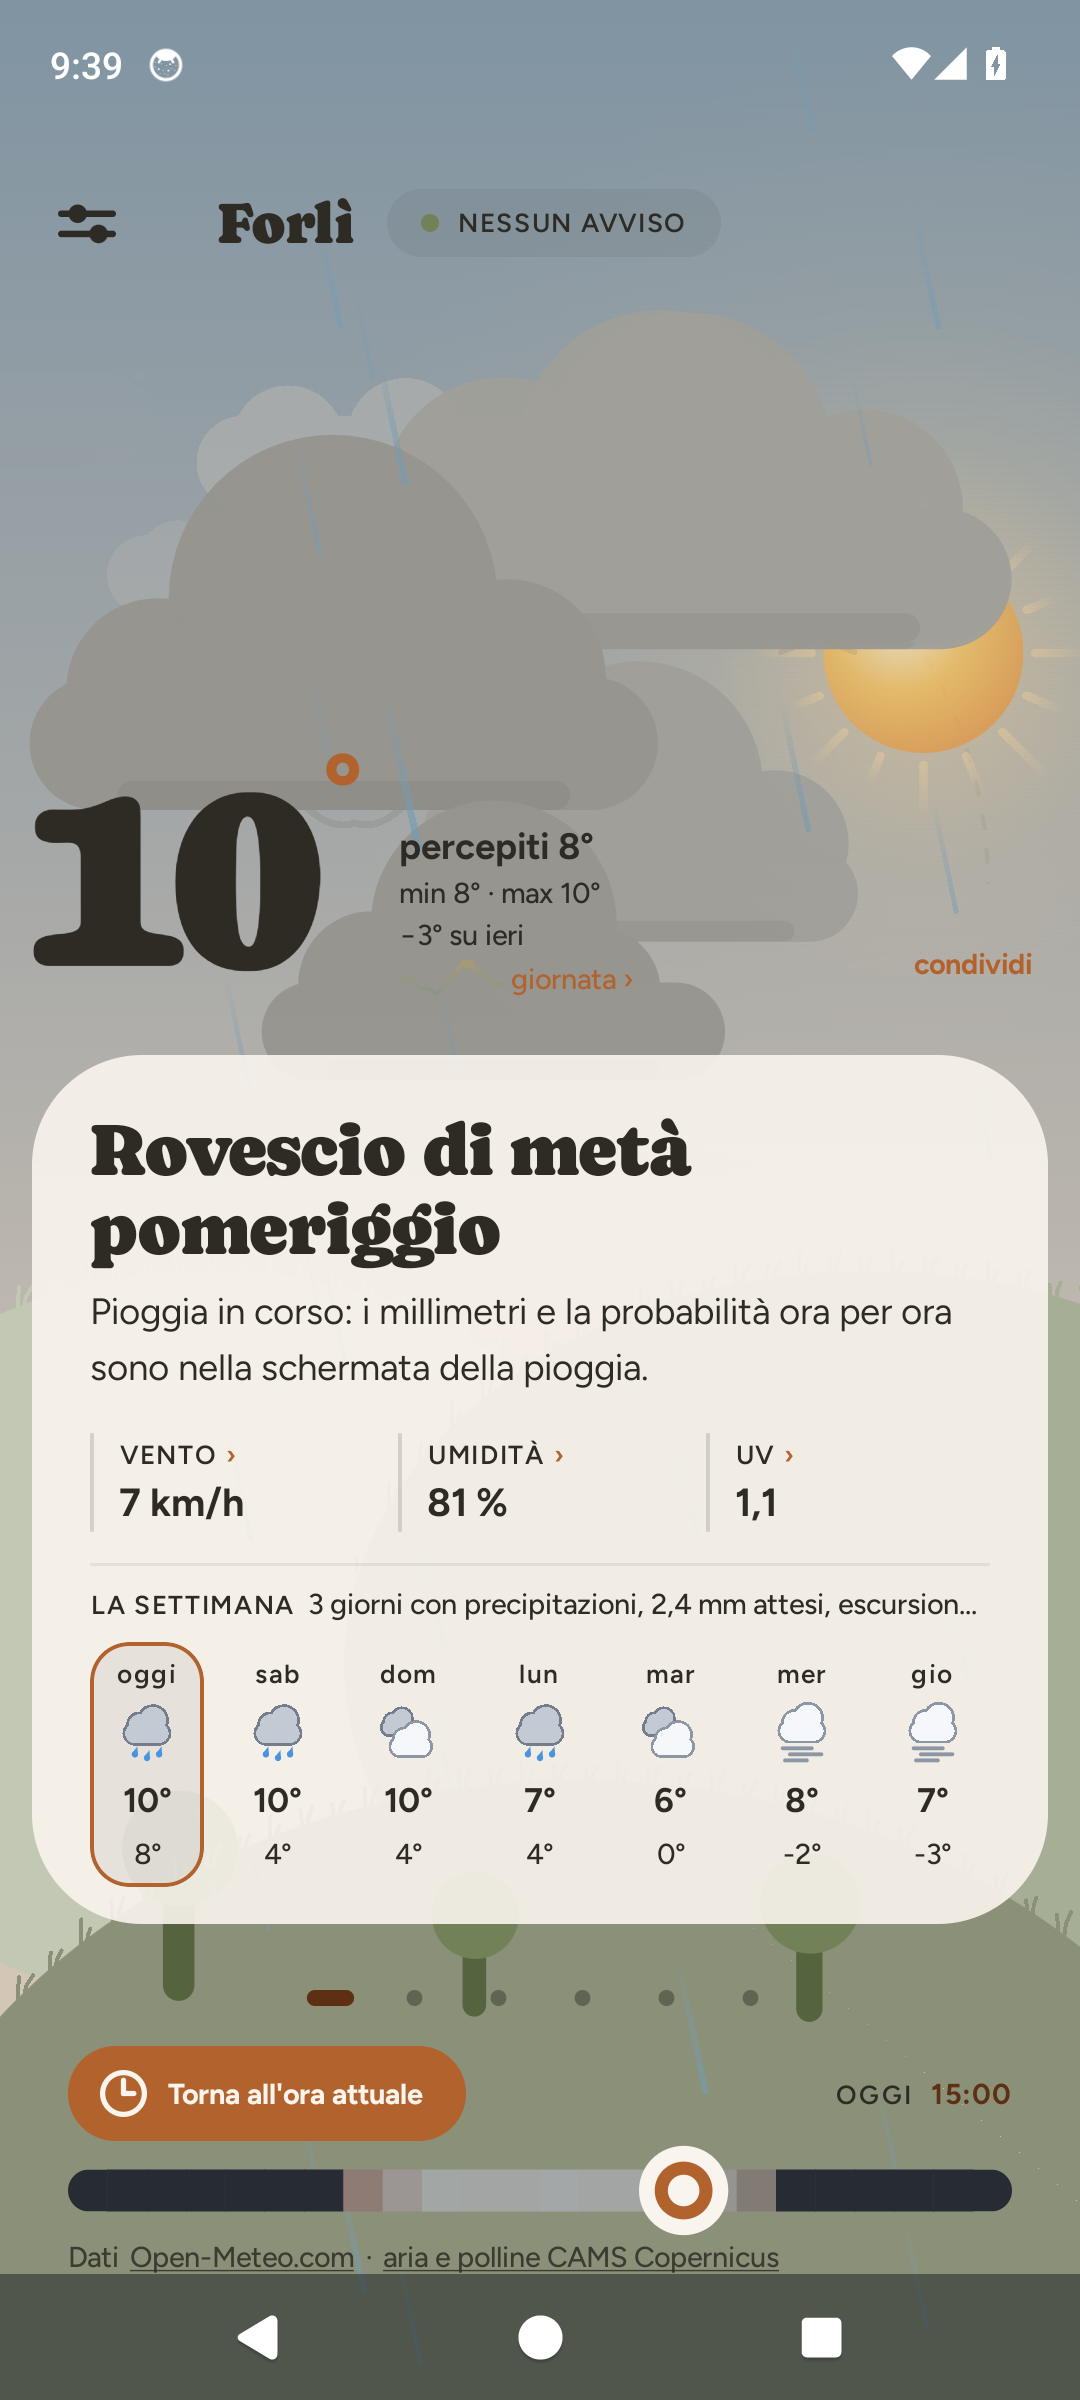 9:39
Forlì
NESSUN AVVISO
10
percepiti 8°
min 8° · max 10°
−3° su ieri
giornata ›
condividi
Rovescio di metà
pomeriggio
Pioggia in corso: i millimetri e la probabilità ora per ora
sono nella schermata della pioggia.
VENTO › UMIDITÀ › UV ›
7 km/h 81 % 1,1
LA SETTIMANA 3 giorni con precipitazioni, 2,4 mm attesi, escursion...
oggi sab dom lun mar mer gio
10° 10° 10° 7° 6° 8° 7°
8° 4° 4° 4° 0° -2° -3°
Torna all'ora attuale
OGGI 15:00
Dati Open-Meteo.com · aria e polline CAMS Copernicus